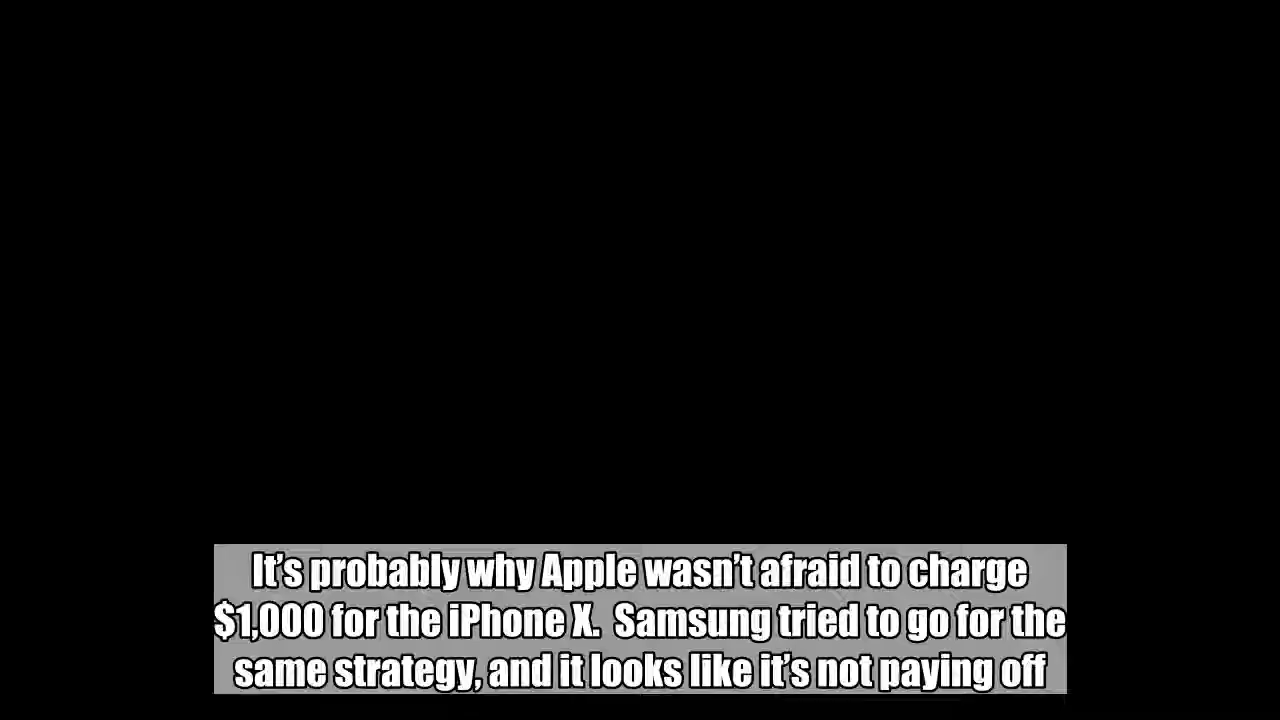 It's probably why Apple wasn't afraid to charge
$1,000 for the iPhone X.  Samsung tried to go for the
same strategy, and it looks like it's not paying off